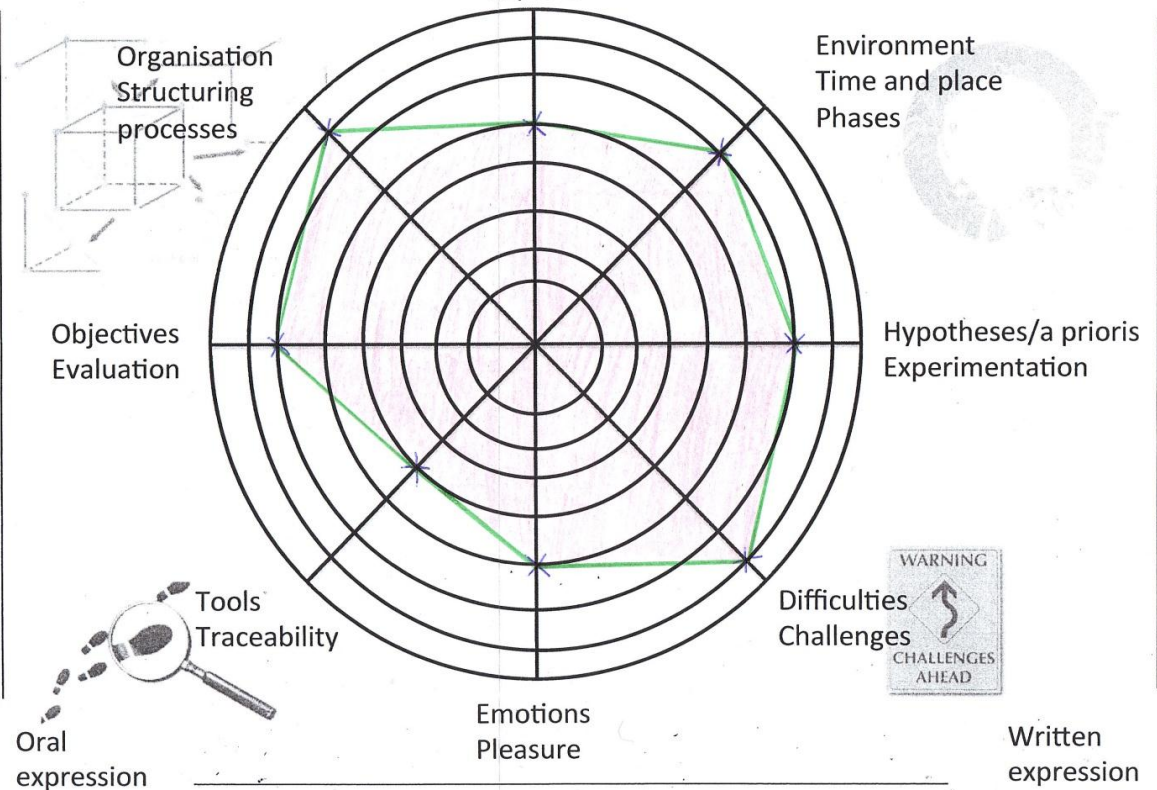 Organisation
Structuring
processes
Environment
Time and place
Phases
Objectives
Evaluation
Hypotheses/a prioris
Experimentation
Tools
Traceability
Difficulties
Challenges
WARNING
CHALLENGES
AHEAD
Emotions
Pleasure
Oral
expression
Written
expression